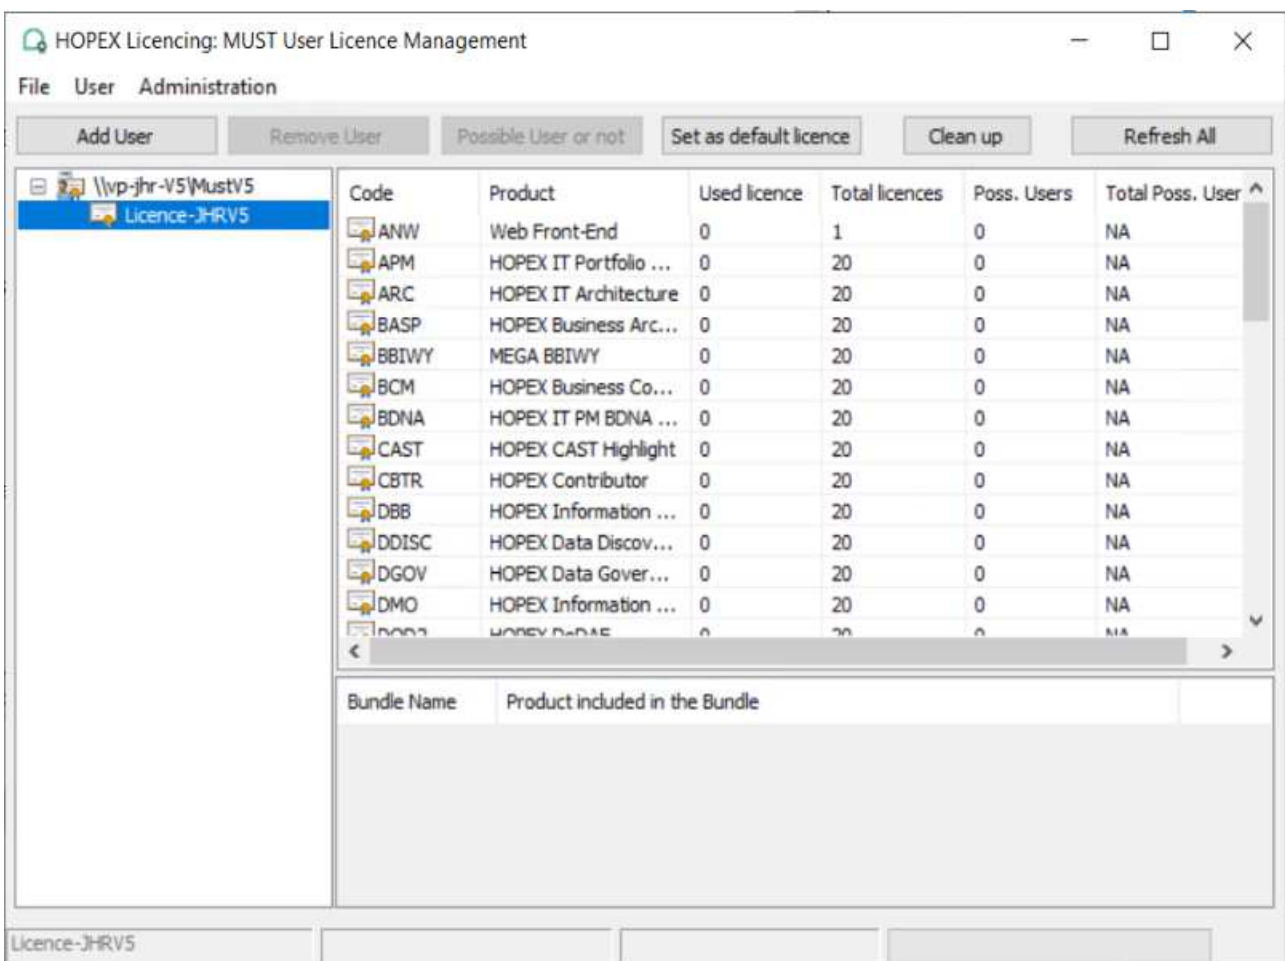 HOPEX Licencing: MUST User Licence Management
File User Administration
Add User Remove User Possible User or not Set as default licence Clean up Refresh All
\\vp-jhr-V5\MustV5
Licence-JHRV5
Code Product Used licence Total licences Poss. Users Total Poss. User
ANW Web Front-End 0 1 0 NA
APM HOPEX IT Portfolio ... 0 20 0 NA
ARC HOPEX IT Architecture 0 20 0 NA
BASP HOPEX Business Arc... 0 20 0 NA
BBIWY MEGA BBIWY 0 20 0 NA
BCM HOPEX Business Co... 0 20 0 NA
BDNA HOPEX IT PM BDNA ... 0 20 0 NA
CAST HOPEX CAST Highlight 0 20 0 NA
CBTR HOPEX Contributor 0 20 0 NA
DBB HOPEX Information ... 0 20 0 NA
DDISC HOPEX Data Discov... 0 20 0 NA
DGOV HOPEX Data Gover... 0 20 0 NA
DMO HOPEX Information ... 0 20 0 NA
HOPEX DoDAF 0 20 0 NA
Bundle Name Product included in the Bundle
Licence-JHRV5